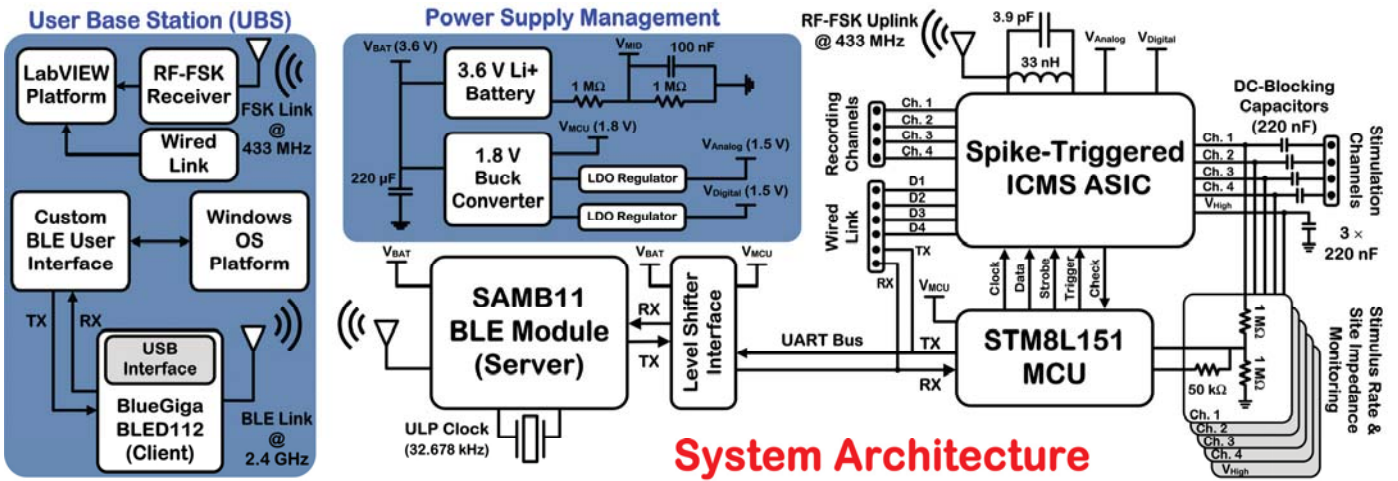 User Base Station (UBS)
LabVIEW
Platform
RF-FSK
Receiver
Wired
Link
FSK Link
@
433 MHz
Custom
BLE User
Interface
Windows
OS
Platform
TX
RX
USB
Interface
BlueGiga
BLED112
(Client)
BLE Link
@
2.4 GHz
Power Supply Management
VBAT (3.6 V)
3.6 V Li+
Battery
VMID
100 nF
1 MΩ
1 MΩ
VMCU (1.8 V)
1.8 V
Buck
Converter
220 µF
VAnalog (1.5 V)
LDO Regulator
VDigital (1.5 V)
LDO Regulator
VBAT
SAMB11
BLE Module
(Server)
RX
TX
ULP Clock
(32.678 kHz)
VBAT
VMCU
Level Shifter
Interface
UART Bus
RF-FSK Uplink
@ 433 MHz
3.9 pF
33 nH
VAnalog
VDigital
Recording
Channels
Ch. 1
Ch. 2
Ch. 3
Ch. 4
Wired
Link
D1
D2
D3
D4
TX
RX
Spike-Triggered
ICMS ASIC
DC-Blocking
Capacitors
(220 nF)
Ch. 1
Ch. 2
Ch. 3
Ch. 4
VHigh
Stimulation
Channels
3 ×
220 nF
Clock
Data
Strobe
Trigger
Check
VMCU
TX
RX
STM8L151
MCU
50 kΩ
1 MΩ
1 MΩ
Ch. 1
Ch. 2
Ch. 3
Ch. 4
VHigh
Stimulus Rate &
Site Impedance
Monitoring
System Architecture